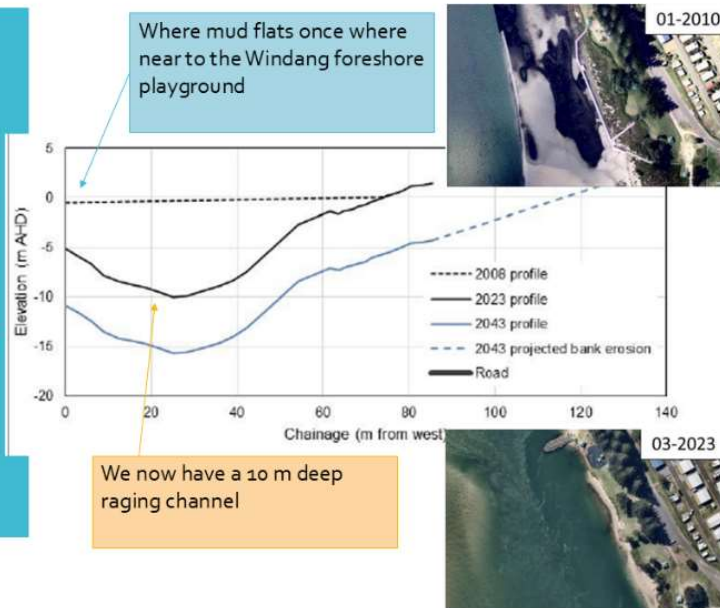 Where mud flats once where
near to the Windang foreshore
playground
01-2010
5
0
-5
-10
-15
-20
Elevation (m AHD)
0
20
40
60
80
100
120
140
Chainage (m from west)
2008 profile
2023 profile
2043 profile
2043 projected bank erosion
Road
We now have a 10 m deep
raging channel
03-2023